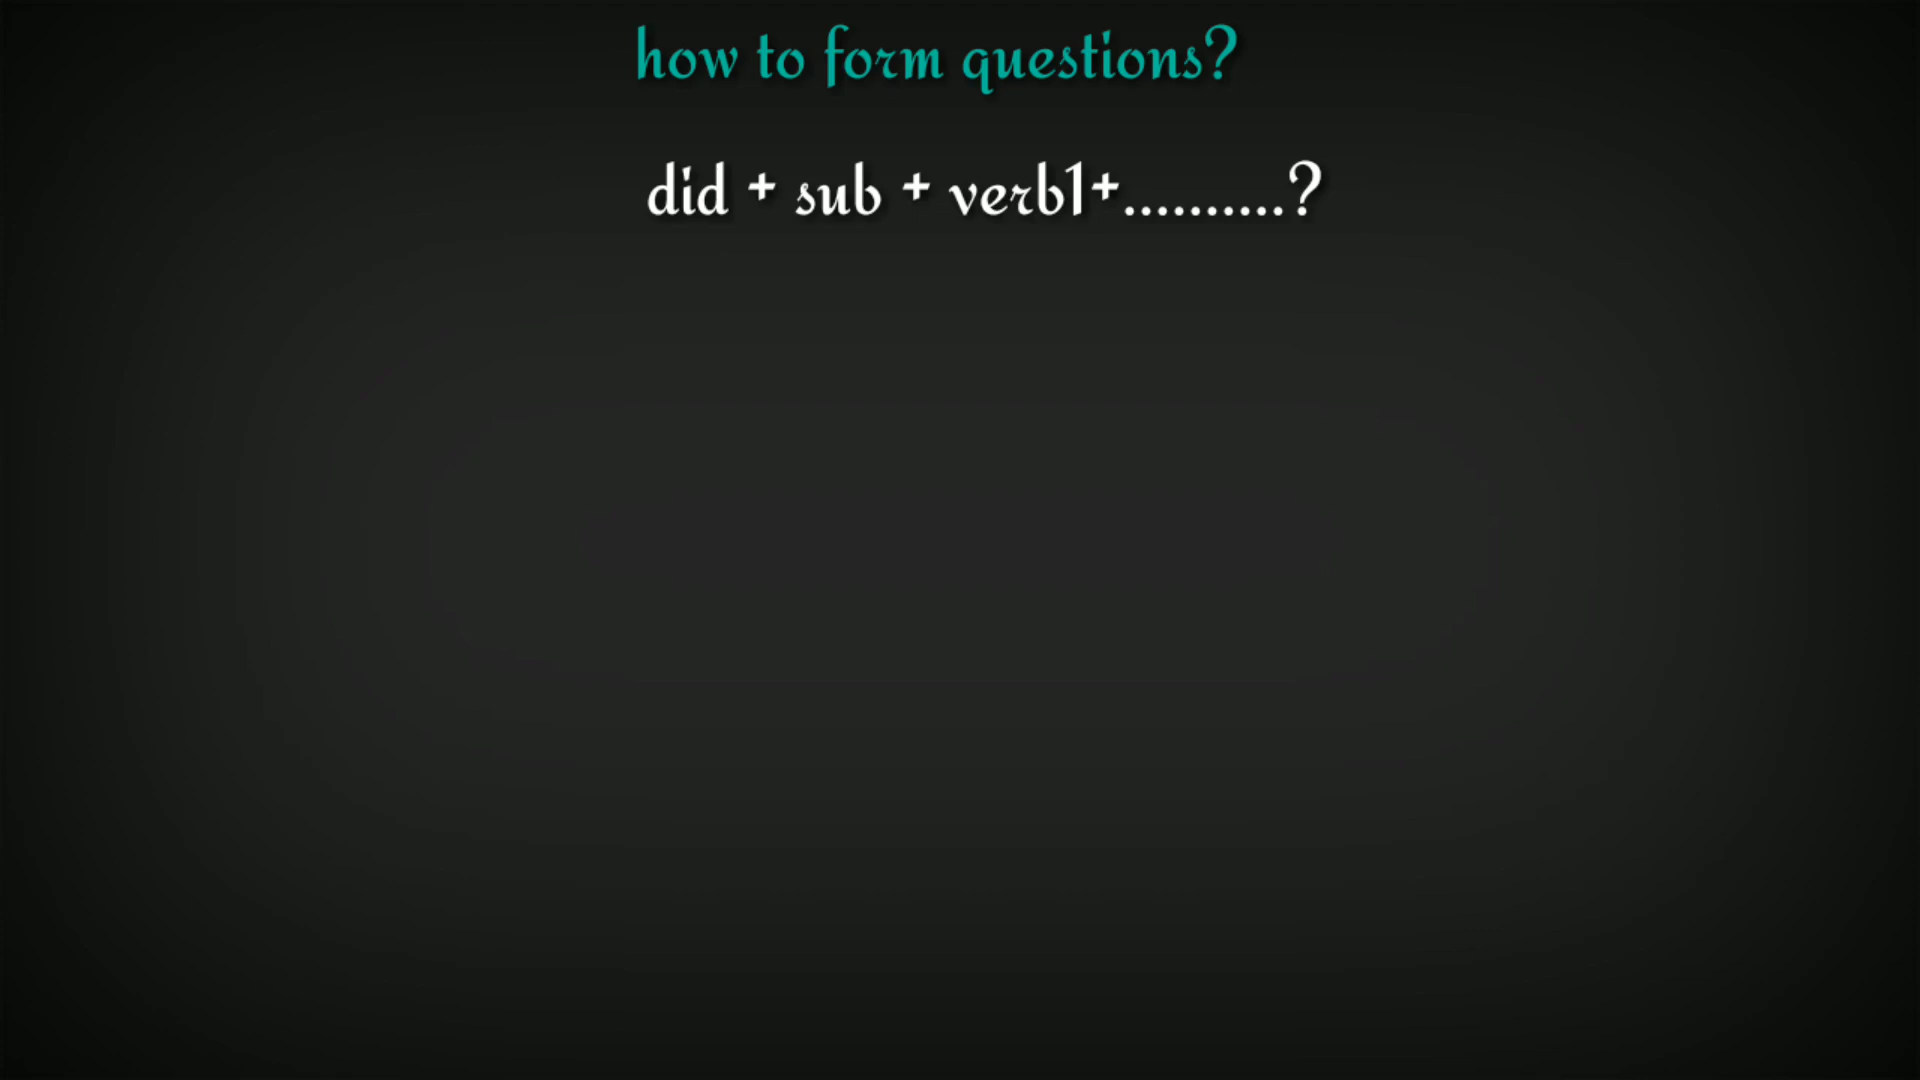 how to form questions?
did + sub + verb1+..........?